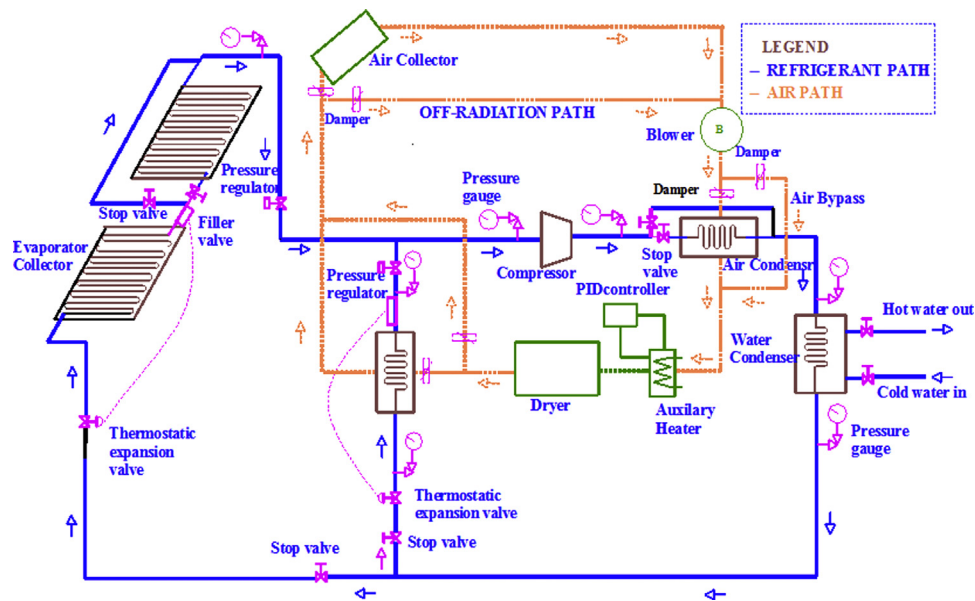 Air Collector
LEGEND
– REFRIGERANT PATH
– AIR PATH
Damper
OFF-RADIATION PATH
Blower
B
Damper
Pressure
regulator
Stop valve
Filler
valve
Pressure
gauge
Damper
Air Bypass
Evaporator
Collector
Compressor
Stop
valve
Air Condensr
Pressure
regulator
PIDcontroller
Water
Condenser
Hot water out
Cold water in
Dryer
Auxilary
Heater
Thermostatic
expansion
valve
Pressure
gauge
Thermostatic
expansion valve
Stop valve
Stop valve